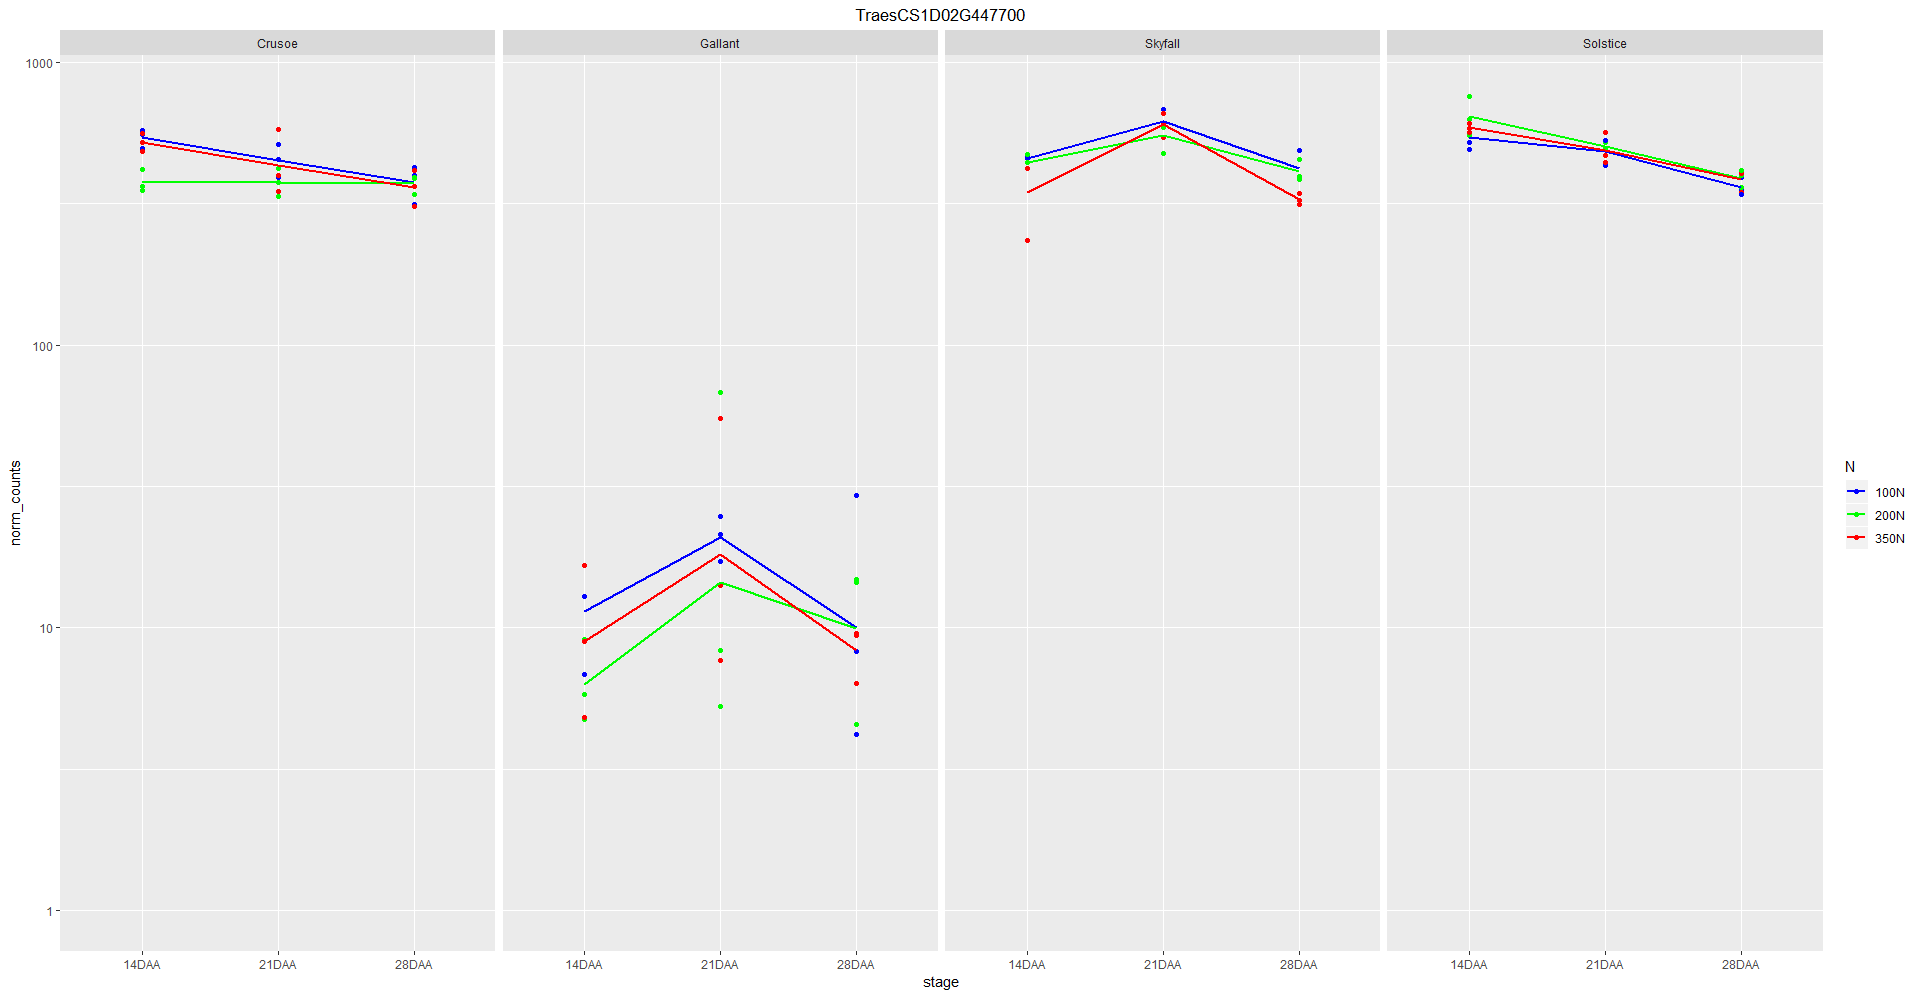 TraesCS1D02G447700
Crusoe Gallant Skyfall Solstice
1000
100
10
1
norm_counts
14DAA 21DAA 28DAA 14DAA 21DAA 28DAA 14DAA 21DAA 28DAA 14DAA 21DAA 28DAA
stage
N
100N
200N
350N